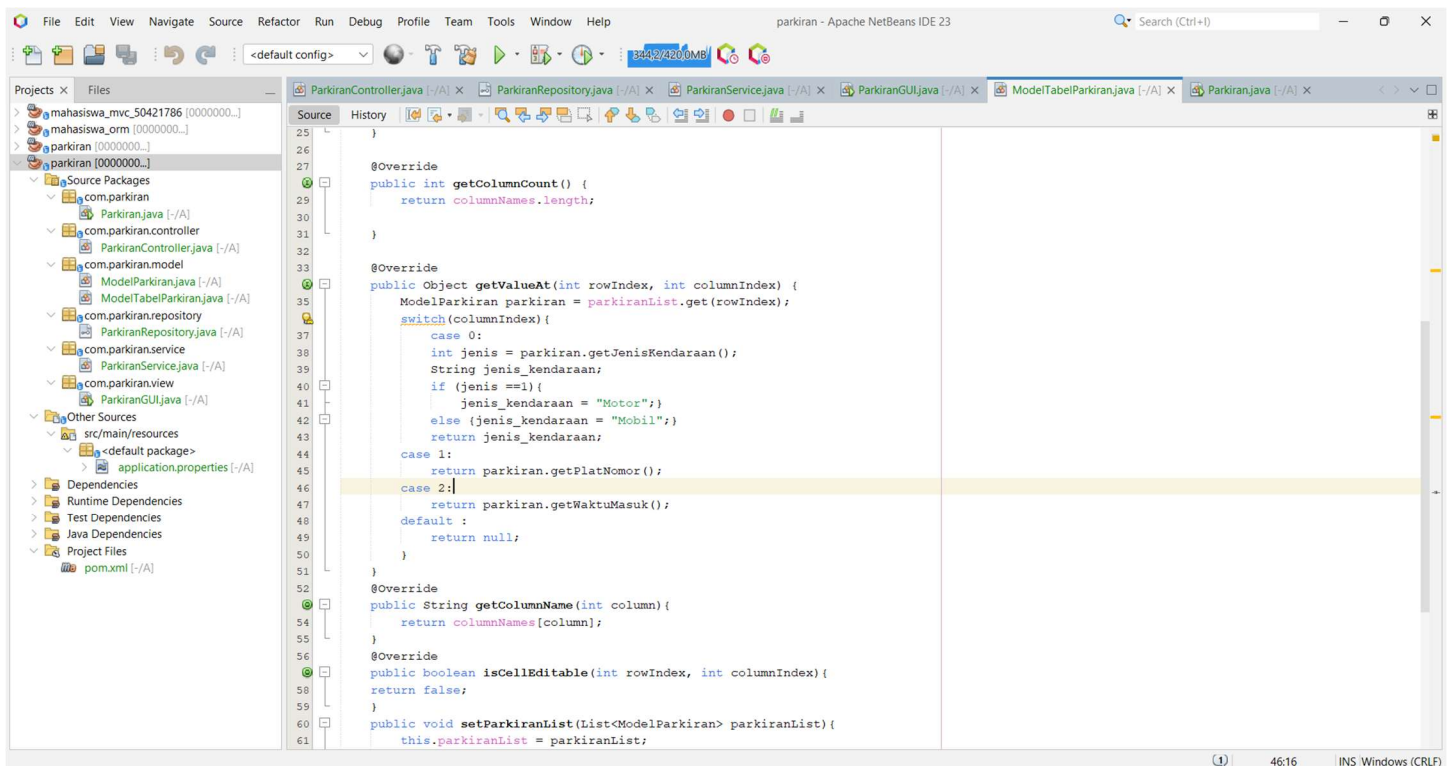 File Edit View Navigate Source Refactor Run Debug Profile Team Tools Window Help parkiran - Apache NetBeans IDE 23 Search (Ctrl+I)
<default config> 344,2/420,0MB
Projects Files
ParkiranController.java [-/A] ParkiranRepository.java [-/A] ParkiranService.java [-/A] ParkiranGUI.java [-/A] ModelTabelParkiran.java [-/A] Parkiran.java [-/A]
mahasiswa_mvc_50421786 [0000000...]
mahasiswa_orm [0000000...]
parkiran [0000000...]
parkiran [0000000...]
Source Packages
com.parkiran
Parkiran.java [-/A]
com.parkiran.controller
ParkiranController.java [-/A]
com.parkiran.model
ModelParkiran.java [-/A]
ModelTabelParkiran.java [-/A]
com.parkiran.repository
ParkiranRepository.java [-/A]
com.parkiran.service
ParkiranService.java [-/A]
com.parkiran.view
ParkiranGUI.java [-/A]
Other Sources
src/main/resources
<default package>
application.properties [-/A]
Dependencies
Runtime Dependencies
Test Dependencies
Java Dependencies
Project Files
pom.xml [-/A]
Source History
25 }
26
27 @Override
public int getColumnCount() {
29 return columnNames.length;
30
31 }
32
33 @Override
public Object getValueAt(int rowIndex, int columnIndex) {
35 ModelParkiran parkiran = parkiranList.get(rowIndex);
switch(columnIndex){
37 case 0:
38 int jenis = parkiran.getJenisKendaraan();
39 String jenis_kendaraan;
40 if (jenis ==1){
41 jenis_kendaraan = "Motor";}
42 else {jenis_kendaraan = "Mobil";}
43 return jenis_kendaraan;
44 case 1:
45 return parkiran.getPlatNomor();
46 case 2:
47 return parkiran.getWaktuMasuk();
48 default :
49 return null;
50 }
51 }
52 @Override
public String getColumnName(int column){
54 return columnNames[column];
55 }
56 @Override
public boolean isCellEditable(int rowIndex, int columnIndex){
58 return false;
59 }
60 public void setParkiranList(List<ModelParkiran> parkiranList){
61 this.parkiranList = parkiranList;
(1) 46:16 INS Windows (CRLF)